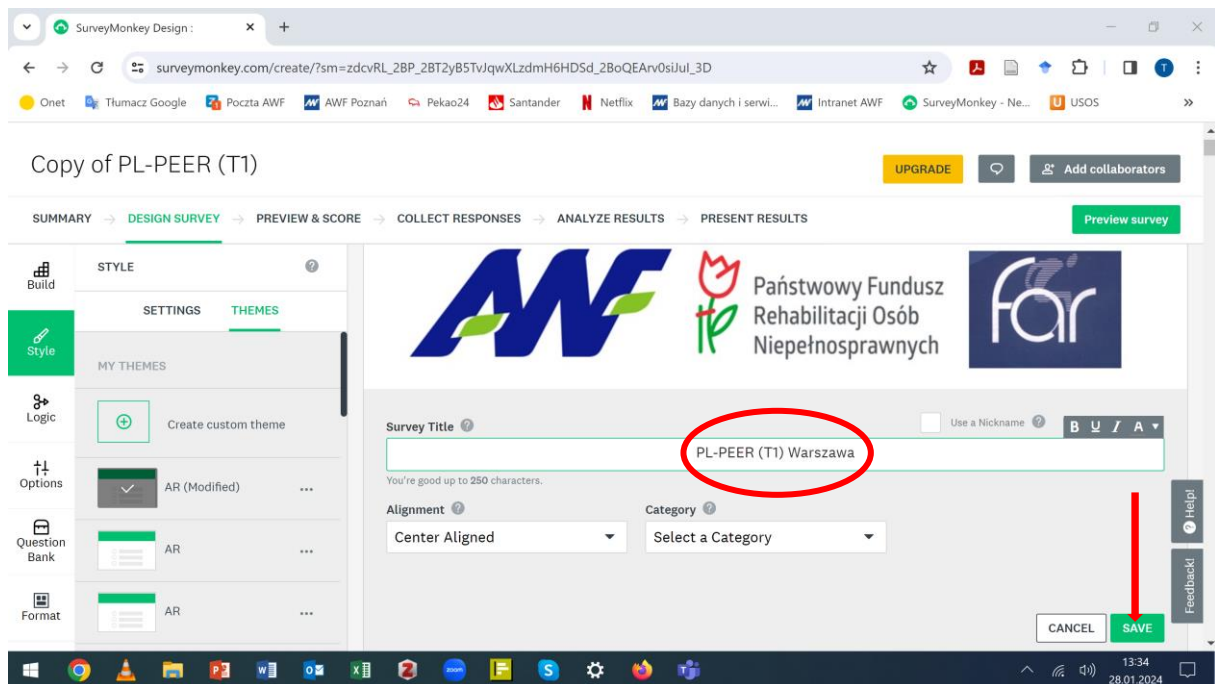 SurveyMonkey Design :
surveymonkey.com/create/?sm=zdcvRL_2BP_2BT2yB5TvJqwXLzdmH6HDSd_2BoQEArv0siJuI_3D
T
Onet Tłumacz Google Poczta AWF AWF Poznań Pekao24 Santander Netflix Bazy danych i serwi... Intranet AWF SurveyMonkey - Ne... USOS »
Copy of PL-PEER (T1)
UPGRADE Add collaborators
SUMMARY → DESIGN SURVEY → PREVIEW & SCORE → COLLECT RESPONSES → ANALYZE RESULTS → PRESENT RESULTS Preview survey
Build
Style
Logic
Options
Question
Bank
Format
STYLE
SETTINGS THEMES
MY THEMES
Create custom theme
AR (Modified) ...
AR ...
AR ...
AWF
Państwowy Fundusz
Rehabilitacji Osób
Niepełnosprawnych
far
Survey Title Use a Nickname B U I A
PL-PEER (T1) Warszawa
You're good up to 250 characters.
Alignment Category
Center Aligned Select a Category
Help!
Feedback!
CANCEL SAVE
13:34
28.01.2024